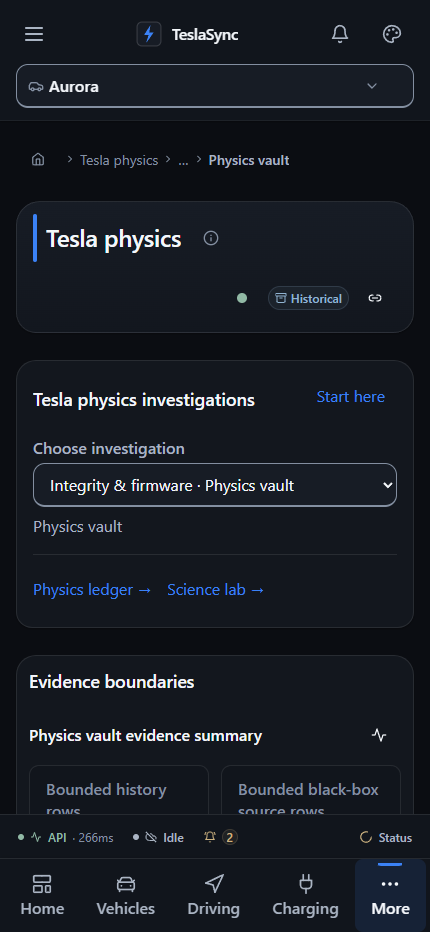 TeslaSync
Aurora
Tesla physics
...
Physics vault
Tesla physics
Historical
Tesla physics investigations
Start here
Choose investigation
Integrity & firmware · Physics vault
Physics vault
Physics ledger →
Science lab →
Evidence boundaries
Physics vault evidence summary
Bounded history
rows
Bounded black-box
source rows
API · 266ms
Idle
2
Status
Home
Vehicles
Driving
Charging
More